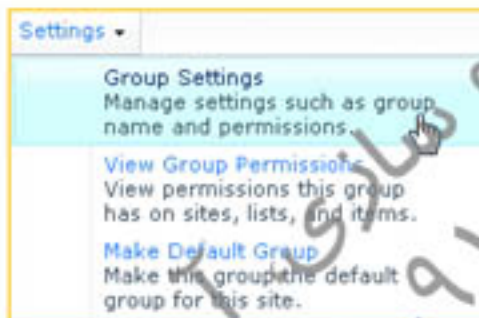 Settings
Group Settings
Manage settings such as group
name and permissions.
View Group Permissions
View permissions this group
has on sites, lists, and items.
Make Default Group
Make this group the default
group for this site.